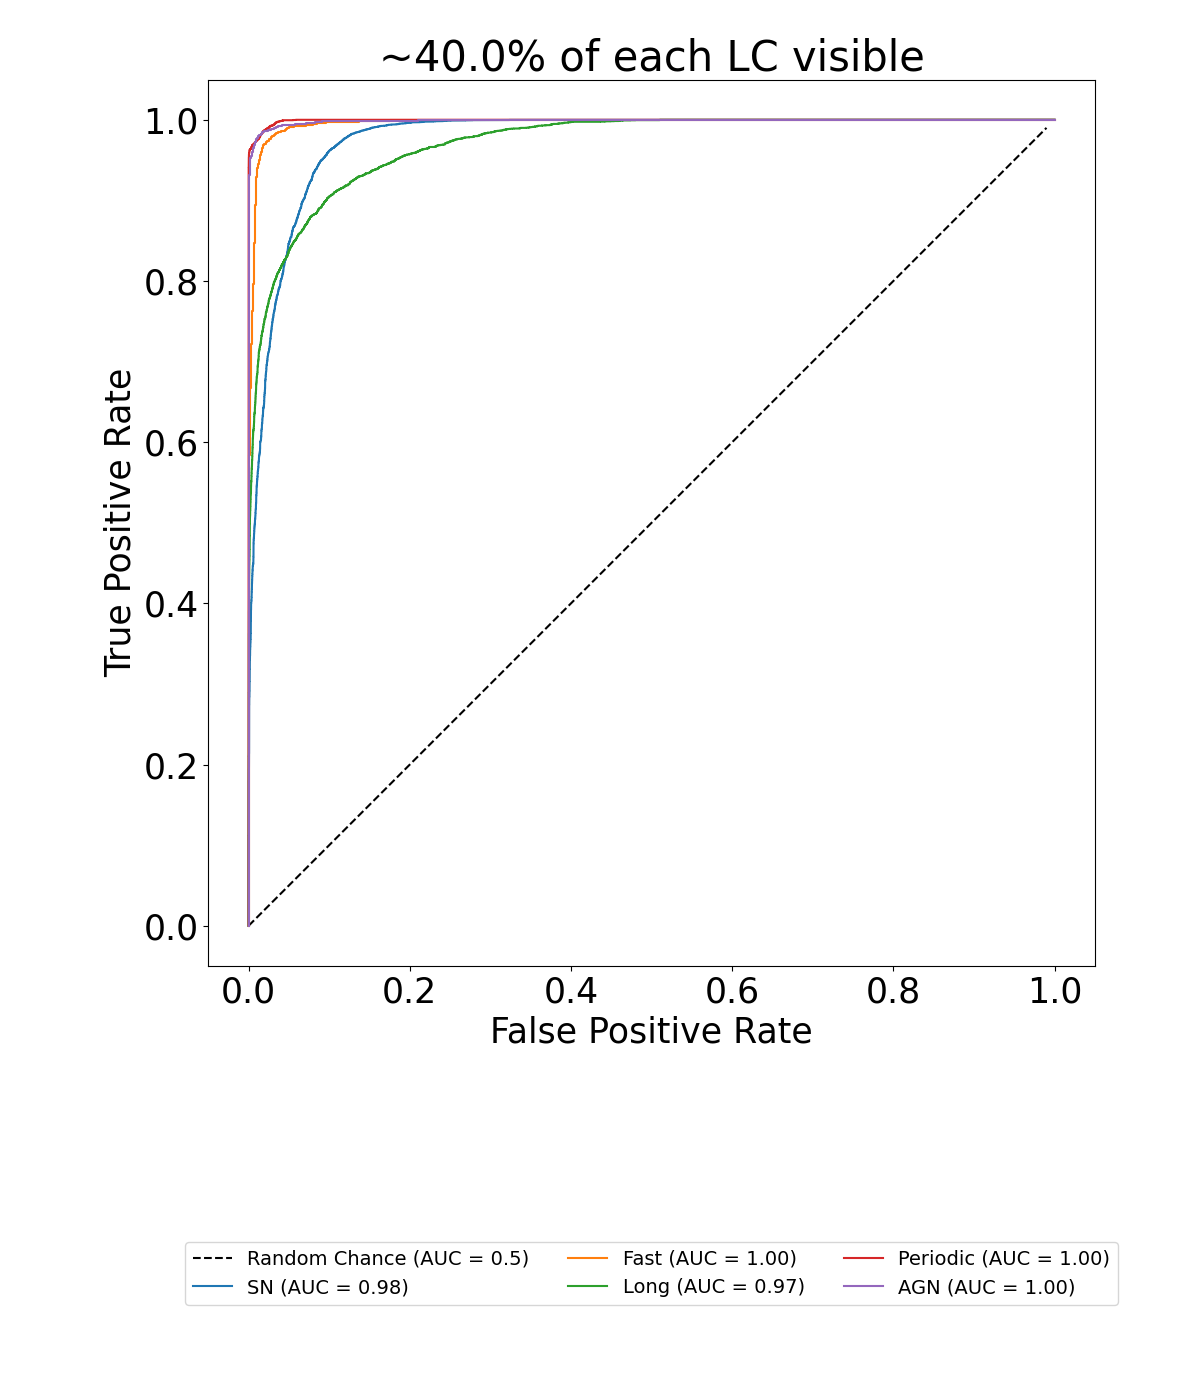 ~40.0% of each LC visible
True Positive Rate
1.0
0.8
0.6
0.4
0.2
0.0
0.0 0.2 0.4 0.6 0.8 1.0
False Positive Rate
Random Chance (AUC = 0.5) Fast (AUC = 1.00) Periodic (AUC = 1.00)
SN (AUC = 0.98) Long (AUC = 0.97) AGN (AUC = 1.00)